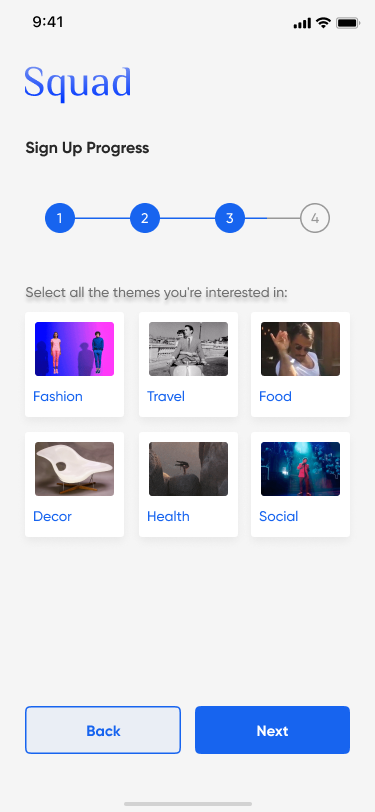 9:41
Squad
Sign Up Progress
1 2 3 4
Select all the themes you're interested in:
Fashion Travel Food
Decor Health Social
Back Next